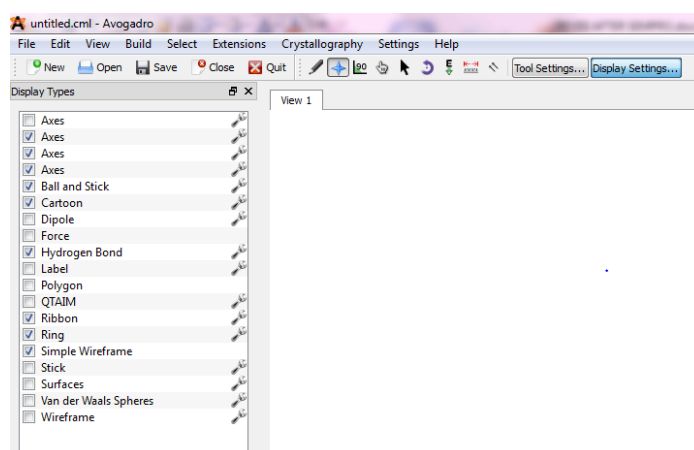 untitled.cml - Avogadro
File Edit View Build Select Extensions Crystallography Settings Help
New Open Save Close Quit 90 E Tool Settings... Display Settings...
Display Types
View 1
Axes
Axes
Axes
Axes
Ball and Stick
Cartoon
Dipole
Force
Hydrogen Bond
Label
Polygon
QTAIM
Ribbon
Ring
Simple Wireframe
Stick
Surfaces
Van der Waals Spheres
Wireframe